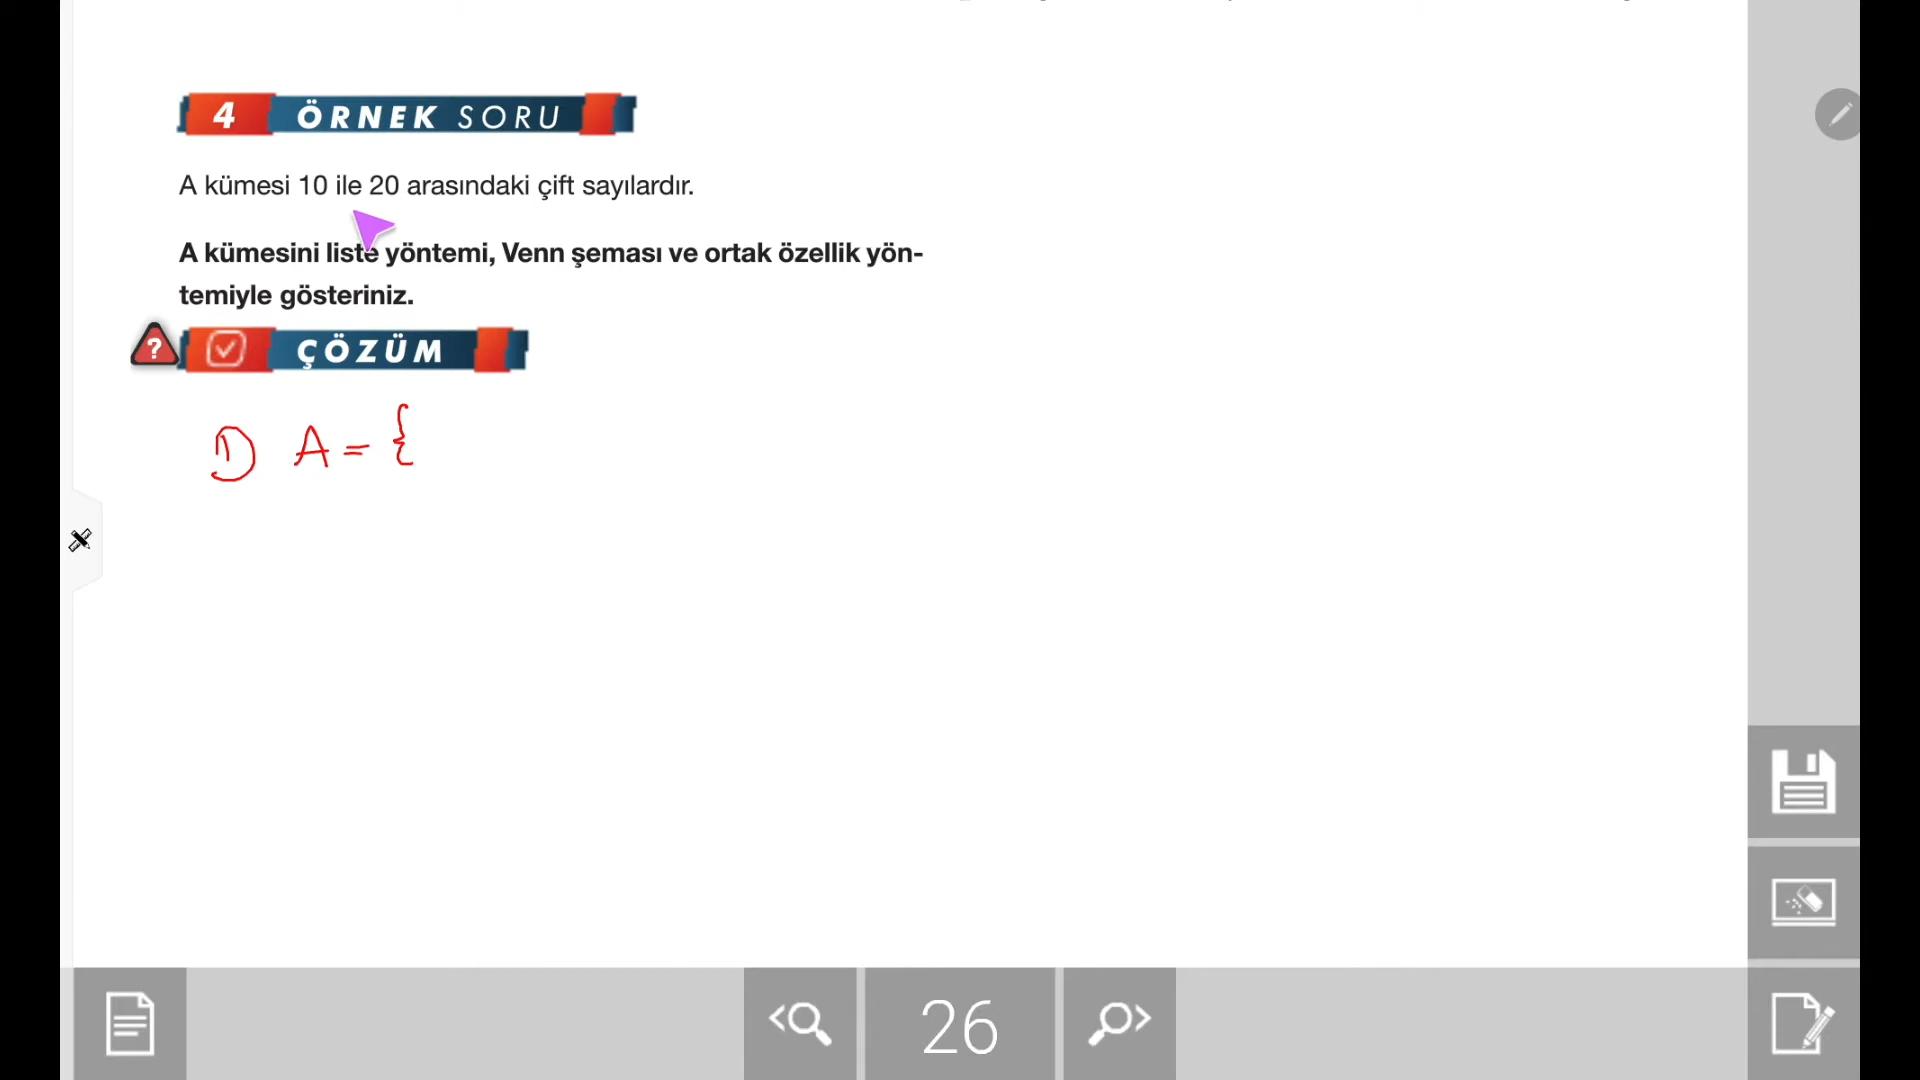 4 ÖRNEK SORU
A kümesi 10 ile 20 arasındaki çift sayılardır.
A kümesini liste yöntemi, Venn şeması ve ortak özellik yön-
temiyle gösteriniz.
? ÇÖZÜM
1) A = {
26